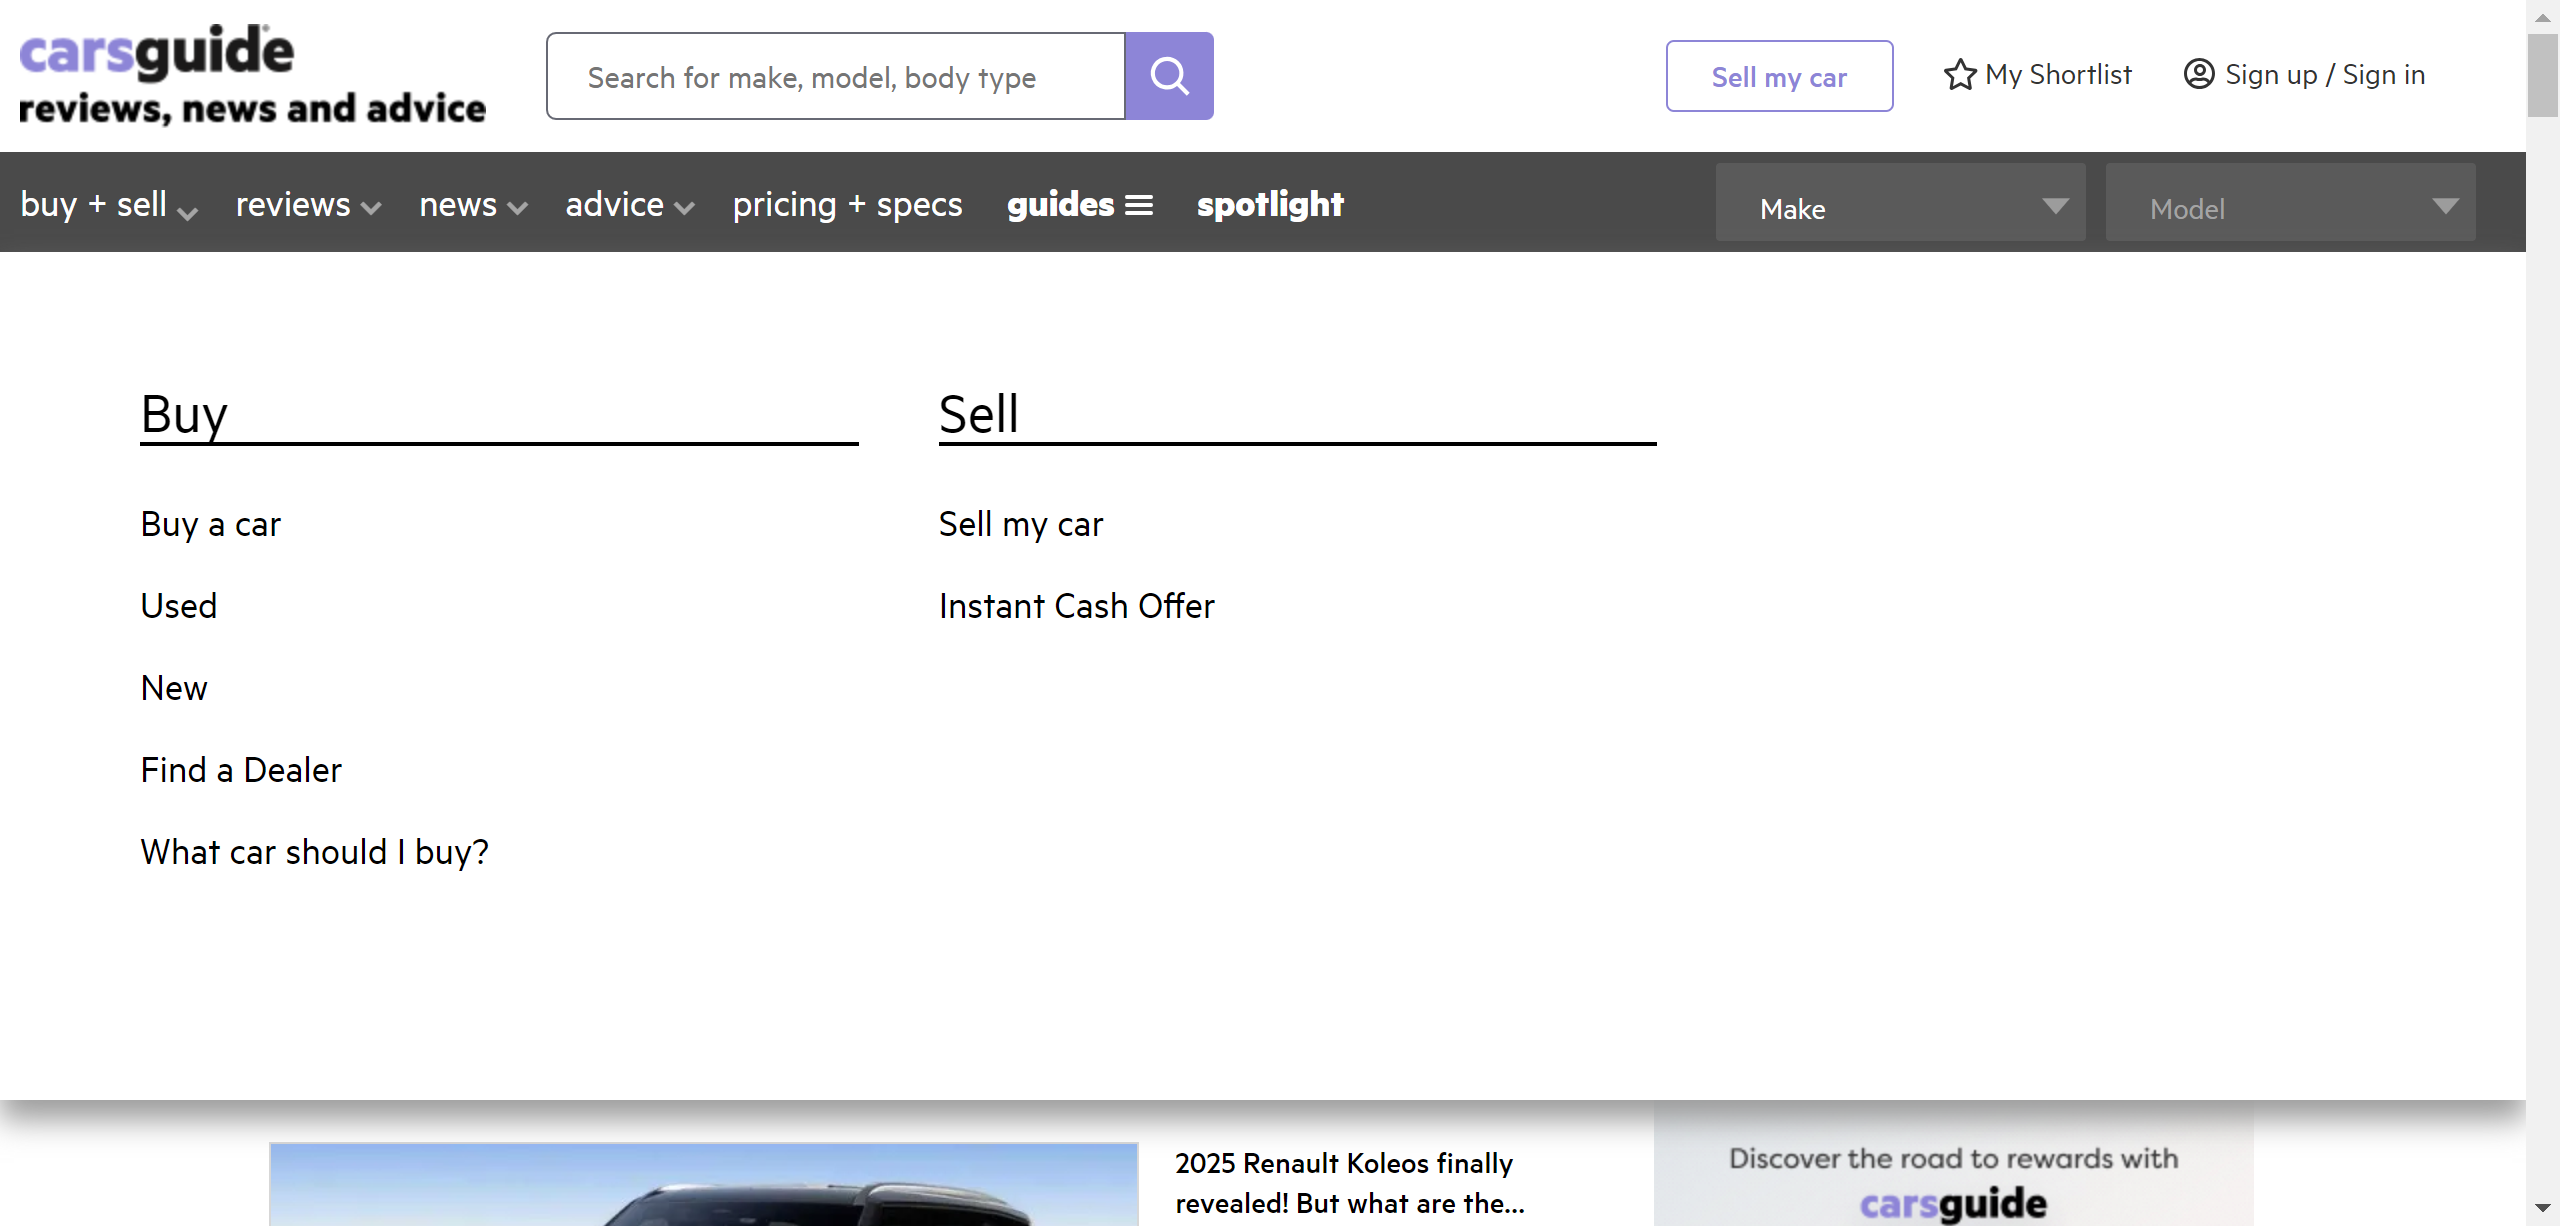 carsguide
reviews, news and advice
Search for make, model, body type
Sell my car
My Shortlist
Sign up / Sign in
buy + sell
reviews
news
advice
pricing + specs
guides
spotlight
Make
Model
Buy
Buy a car
Used
New
Find a Dealer
What car should I buy?
Sell
Sell my car
Instant Cash Offer
2025 Renault Koleos finally
revealed! But what are the...
Discover the road to rewards with
carsguide